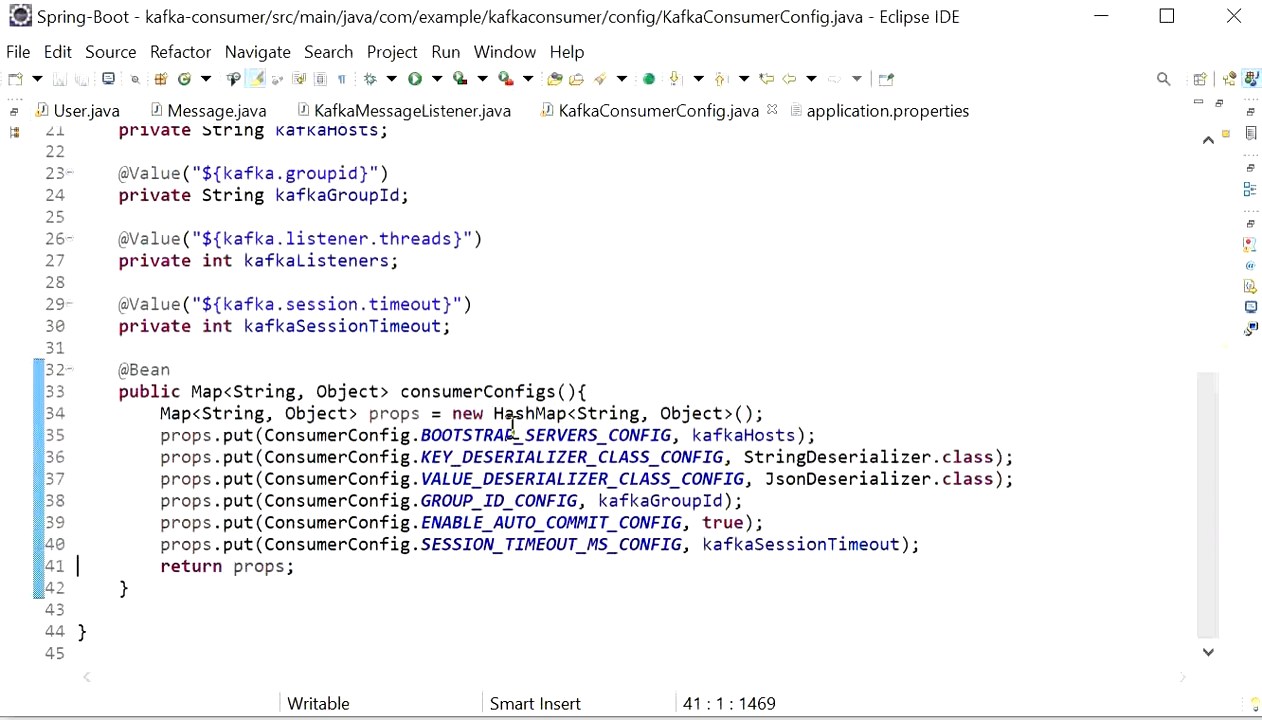 Spring-Boot - kafka-consumer/src/main/java/com/example/kafkaconsumer/config/KafkaConsumerConfig.java - Eclipse IDE
File Edit Source Refactor Navigate Search Project Run Window Help
User.java Message.java KafkaMessageListener.java KafkaConsumerConfig.java application.properties
21 private String kafkaHosts;
22
23 @Value("${kafka.groupid}")
24 private String kafkaGroupId;
25
26 @Value("${kafka.listener.threads}")
27 private int kafkaListeners;
28
29 @Value("${kafka.session.timeout}")
30 private int kafkaSessionTimeout;
31
32 @Bean
33 public Map<String, Object> consumerConfigs(){
34 Map<String, Object> props = new HashMap<String, Object>();
35 props.put(ConsumerConfig.BOOTSTRAP_SERVERS_CONFIG, kafkaHosts);
36 props.put(ConsumerConfig.KEY_DESERIALIZER_CLASS_CONFIG, StringDeserializer.class);
37 props.put(ConsumerConfig.VALUE_DESERIALIZER_CLASS_CONFIG, JsonDeserializer.class);
38 props.put(ConsumerConfig.GROUP_ID_CONFIG, kafkaGroupId);
39 props.put(ConsumerConfig.ENABLE_AUTO_COMMIT_CONFIG, true);
40 props.put(ConsumerConfig.SESSION_TIMEOUT_MS_CONFIG, kafkaSessionTimeout);
41 return props;
42 }
43
44 }
45
Writable Smart Insert 41 : 1 : 1469